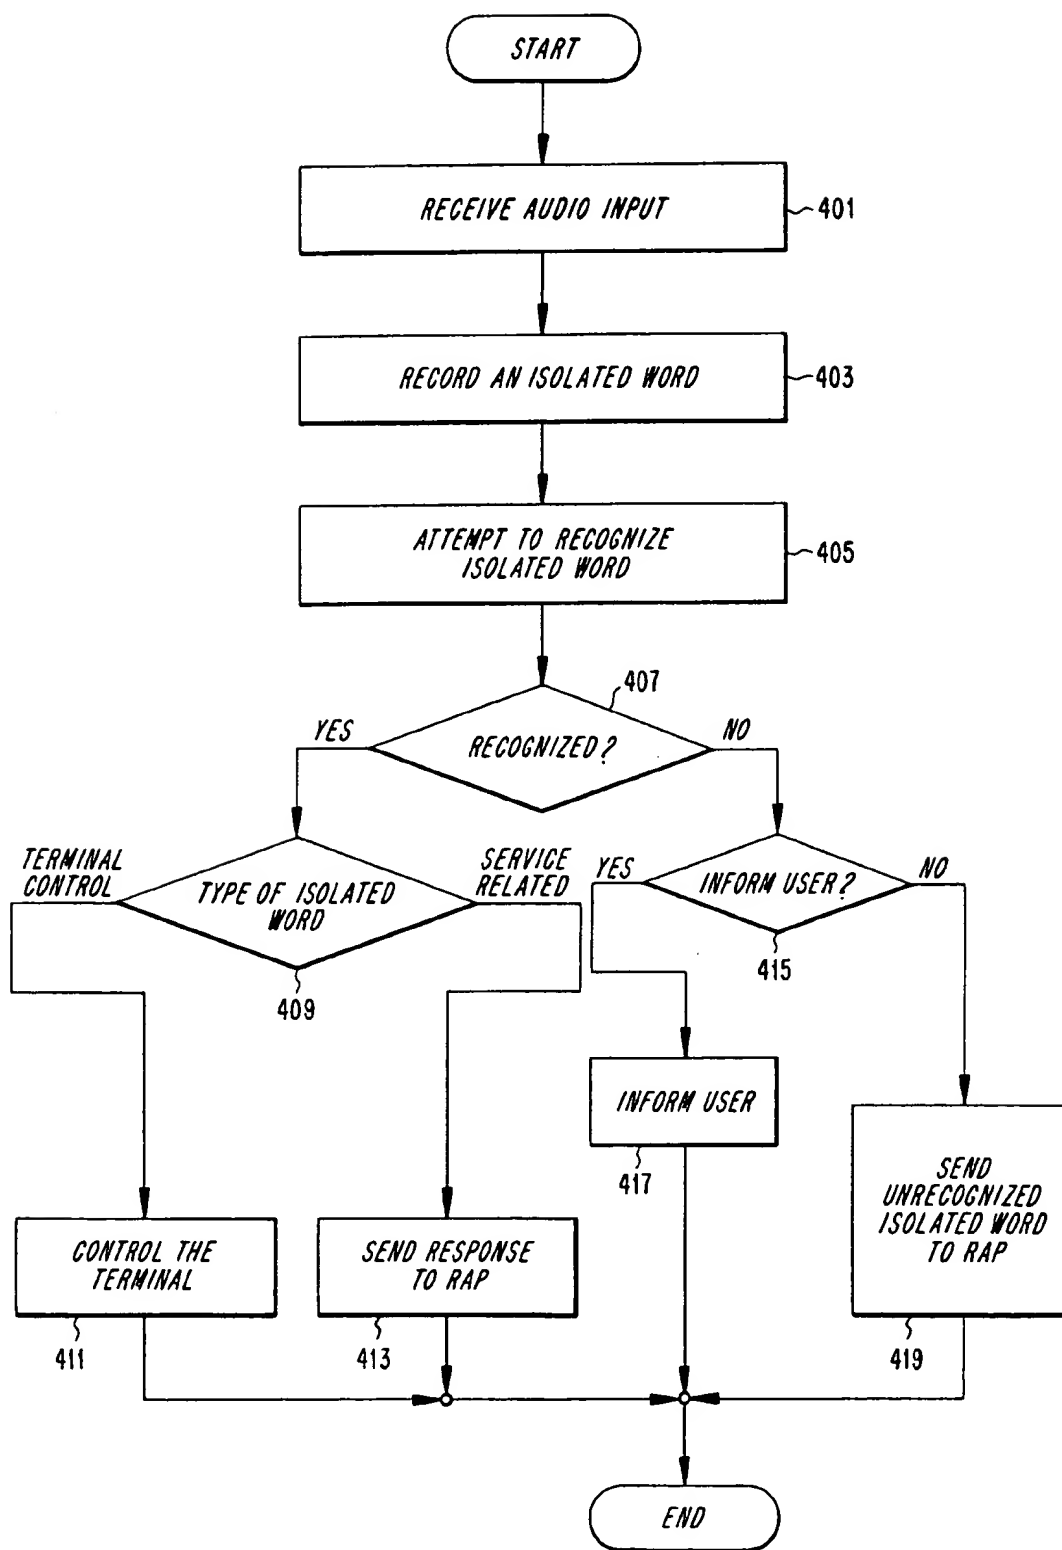 START
RECEIVE AUDIO INPUT
401
RECORD AN ISOLATED WORD
403
ATTEMPT TO RECOGNIZE
ISOLATED WORD
405
407
YES
RECOGNIZED?
NO
TERMINAL
CONTROL
TYPE OF ISOLATED
WORD
SERVICE
RELATED
409
YES
INFORM USER?
NO
415
INFORM USER
417
CONTROL THE
TERMINAL
411
SEND RESPONSE
TO RAP
413
SEND
UNRECOGNIZED
ISOLATED WORD
TO RAP
419
END